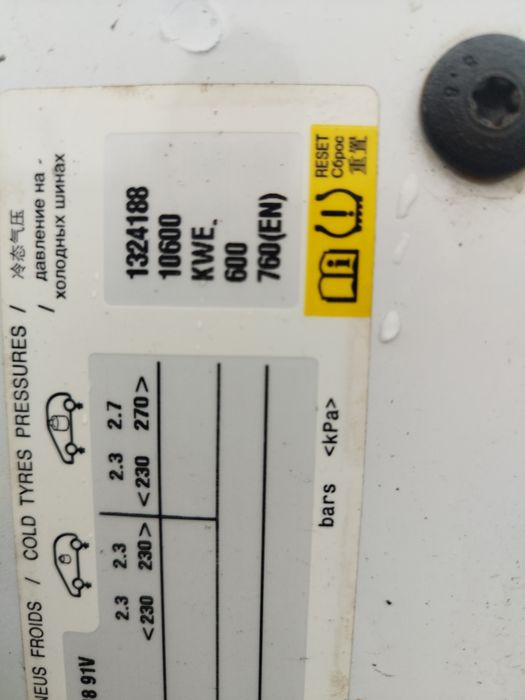 NEUS FROIDS / COLD TYRES PRESSURES / 冷态气压
/ давление на -
холодных шинах
1324188
10600
KWE.
600
760(EN)
RESET
Сброс
重置
2.3 2.3 2.3 2.7
<230 230> <230 270>
8 91V
bars <kPa>